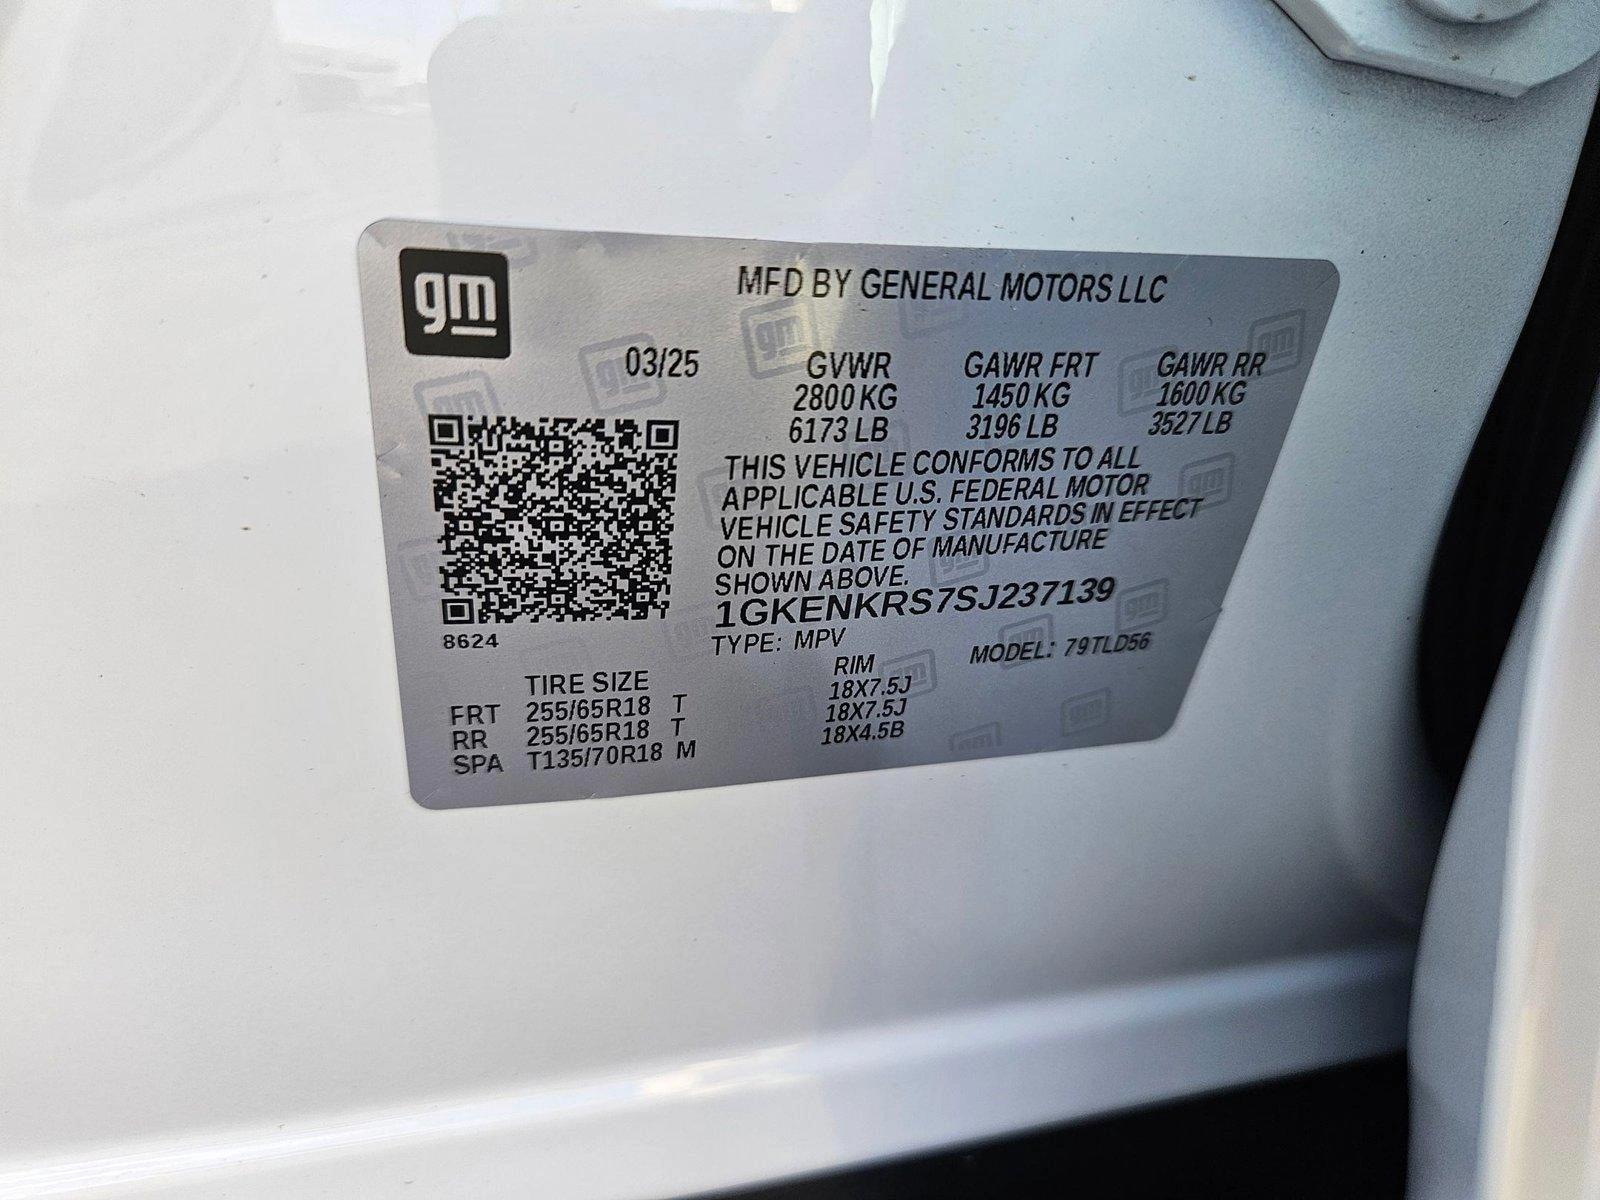 gm
MFD BY GENERAL MOTORS LLC
03/25 GVWR GAWR FRT GAWR RR
2800 KG 1450 KG 1600 KG
6173 LB 3196 LB 3527 LB
THIS VEHICLE CONFORMS TO ALL
APPLICABLE U.S. FEDERAL MOTOR
VEHICLE SAFETY STANDARDS IN EFFECT
ON THE DATE OF MANUFACTURE
SHOWN ABOVE.
1GKENKRS7SJ237139
8624
TYPE: MPV MODEL: 79TLD56
TIRE SIZE RIM
FRT 255/65R18 T 18X7.5J
RR 255/65R18 T 18X7.5J
SPA T135/70R18 M 18X4.5B